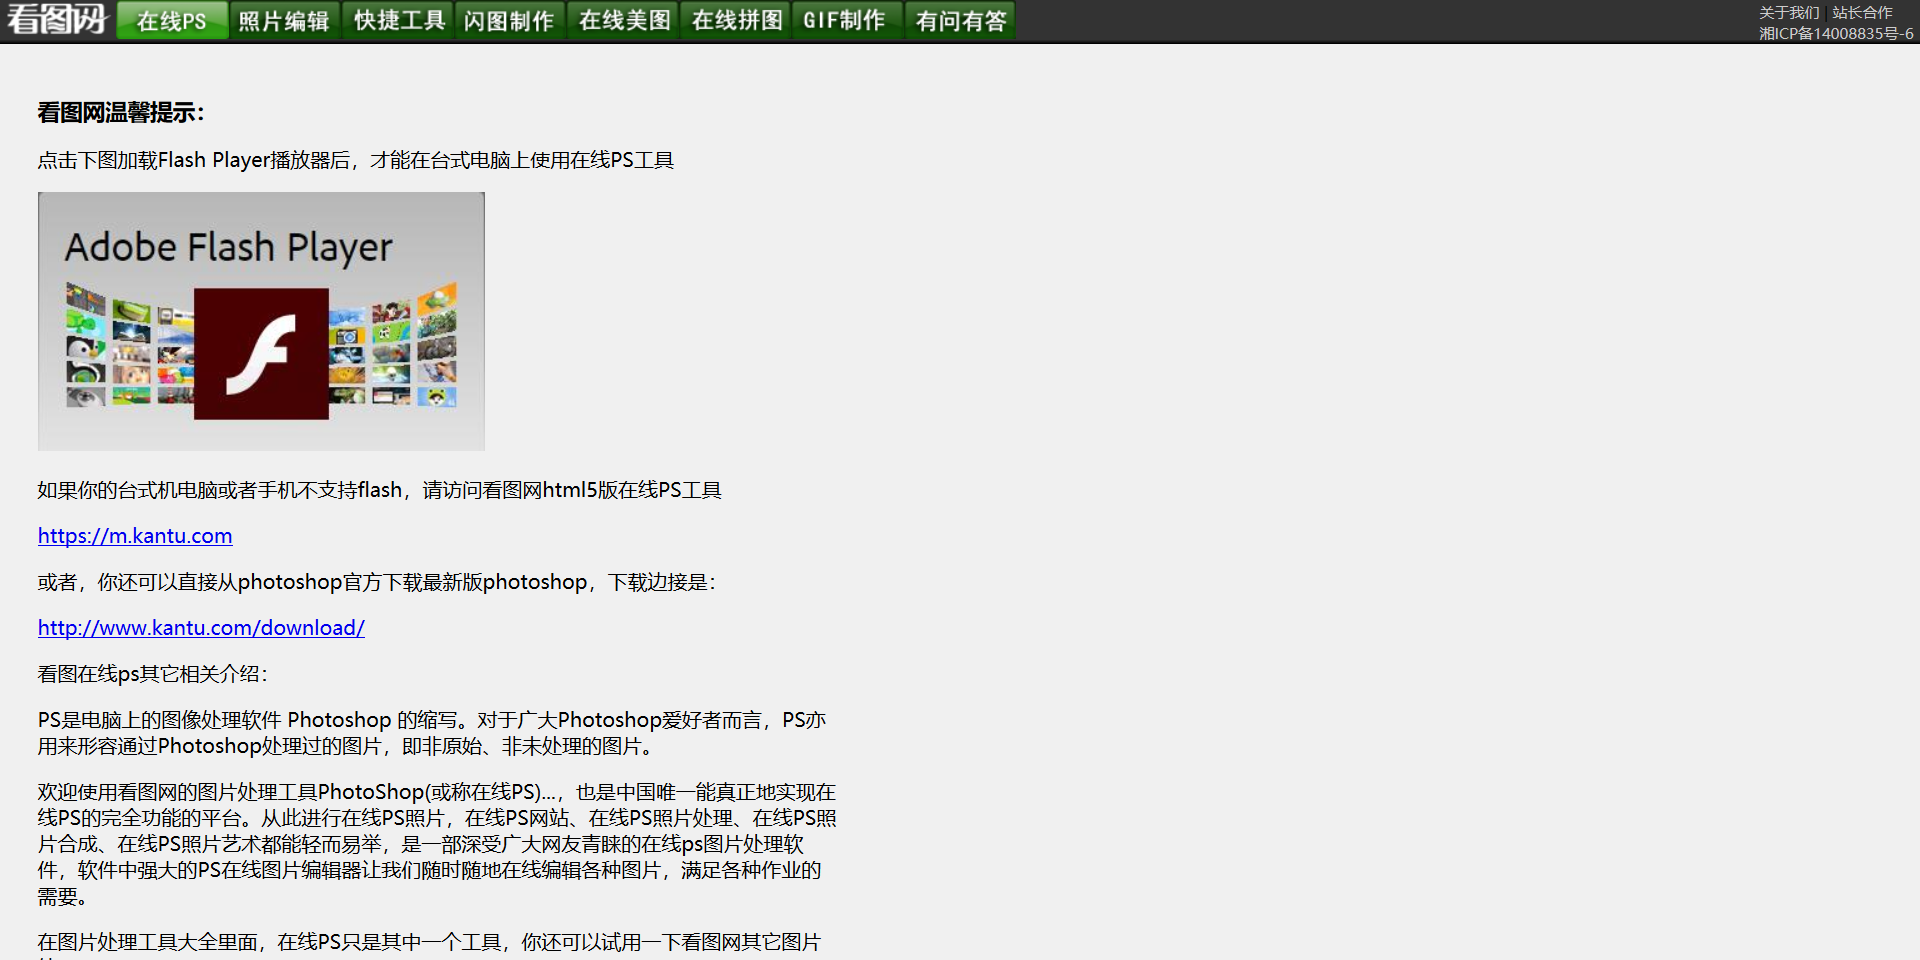 看图网 在线PS 照片编辑 快捷工具 闪图制作 在线美图 在线拼图 GIF制作 有问有答
关于我们 | 站长合作
湘ICP备14008835号-6
看图网温馨提示：
点击下图加载Flash Player播放器后，才能在台式电脑上使用在线PS工具
Adobe Flash Player
如果你的台式机电脑或者手机不支持flash，请访问看图网html5版在线PS工具
https://m.kantu.com
或者，你还可以直接从photoshop官方下载最新版photoshop，下载边接是：
http://www.kantu.com/download/
看图在线ps其它相关介绍：
PS是电脑上的图像处理软件 Photoshop 的缩写。对于广大Photoshop爱好者而言，PS亦
用来形容通过Photoshop处理过的图片，即非原始、非未处理的图片。
欢迎使用看图网的图片处理工具PhotoShop(或称在线PS)...，也是中国唯一能真正地实现在
线PS的完全功能的平台。从此进行在线PS照片，在线PS网站、在线PS照片处理、在线PS照
片合成、在线PS照片艺术都能轻而易举，是一部深受广大网友青睐的在线ps图片处理软
件，软件中强大的PS在线图片编辑器让我们随时随地在线编辑各种图片，满足各种作业的
需要。
在图片处理工具大全里面，在线PS只是其中一个工具，你还可以试用一下看图网其它图片